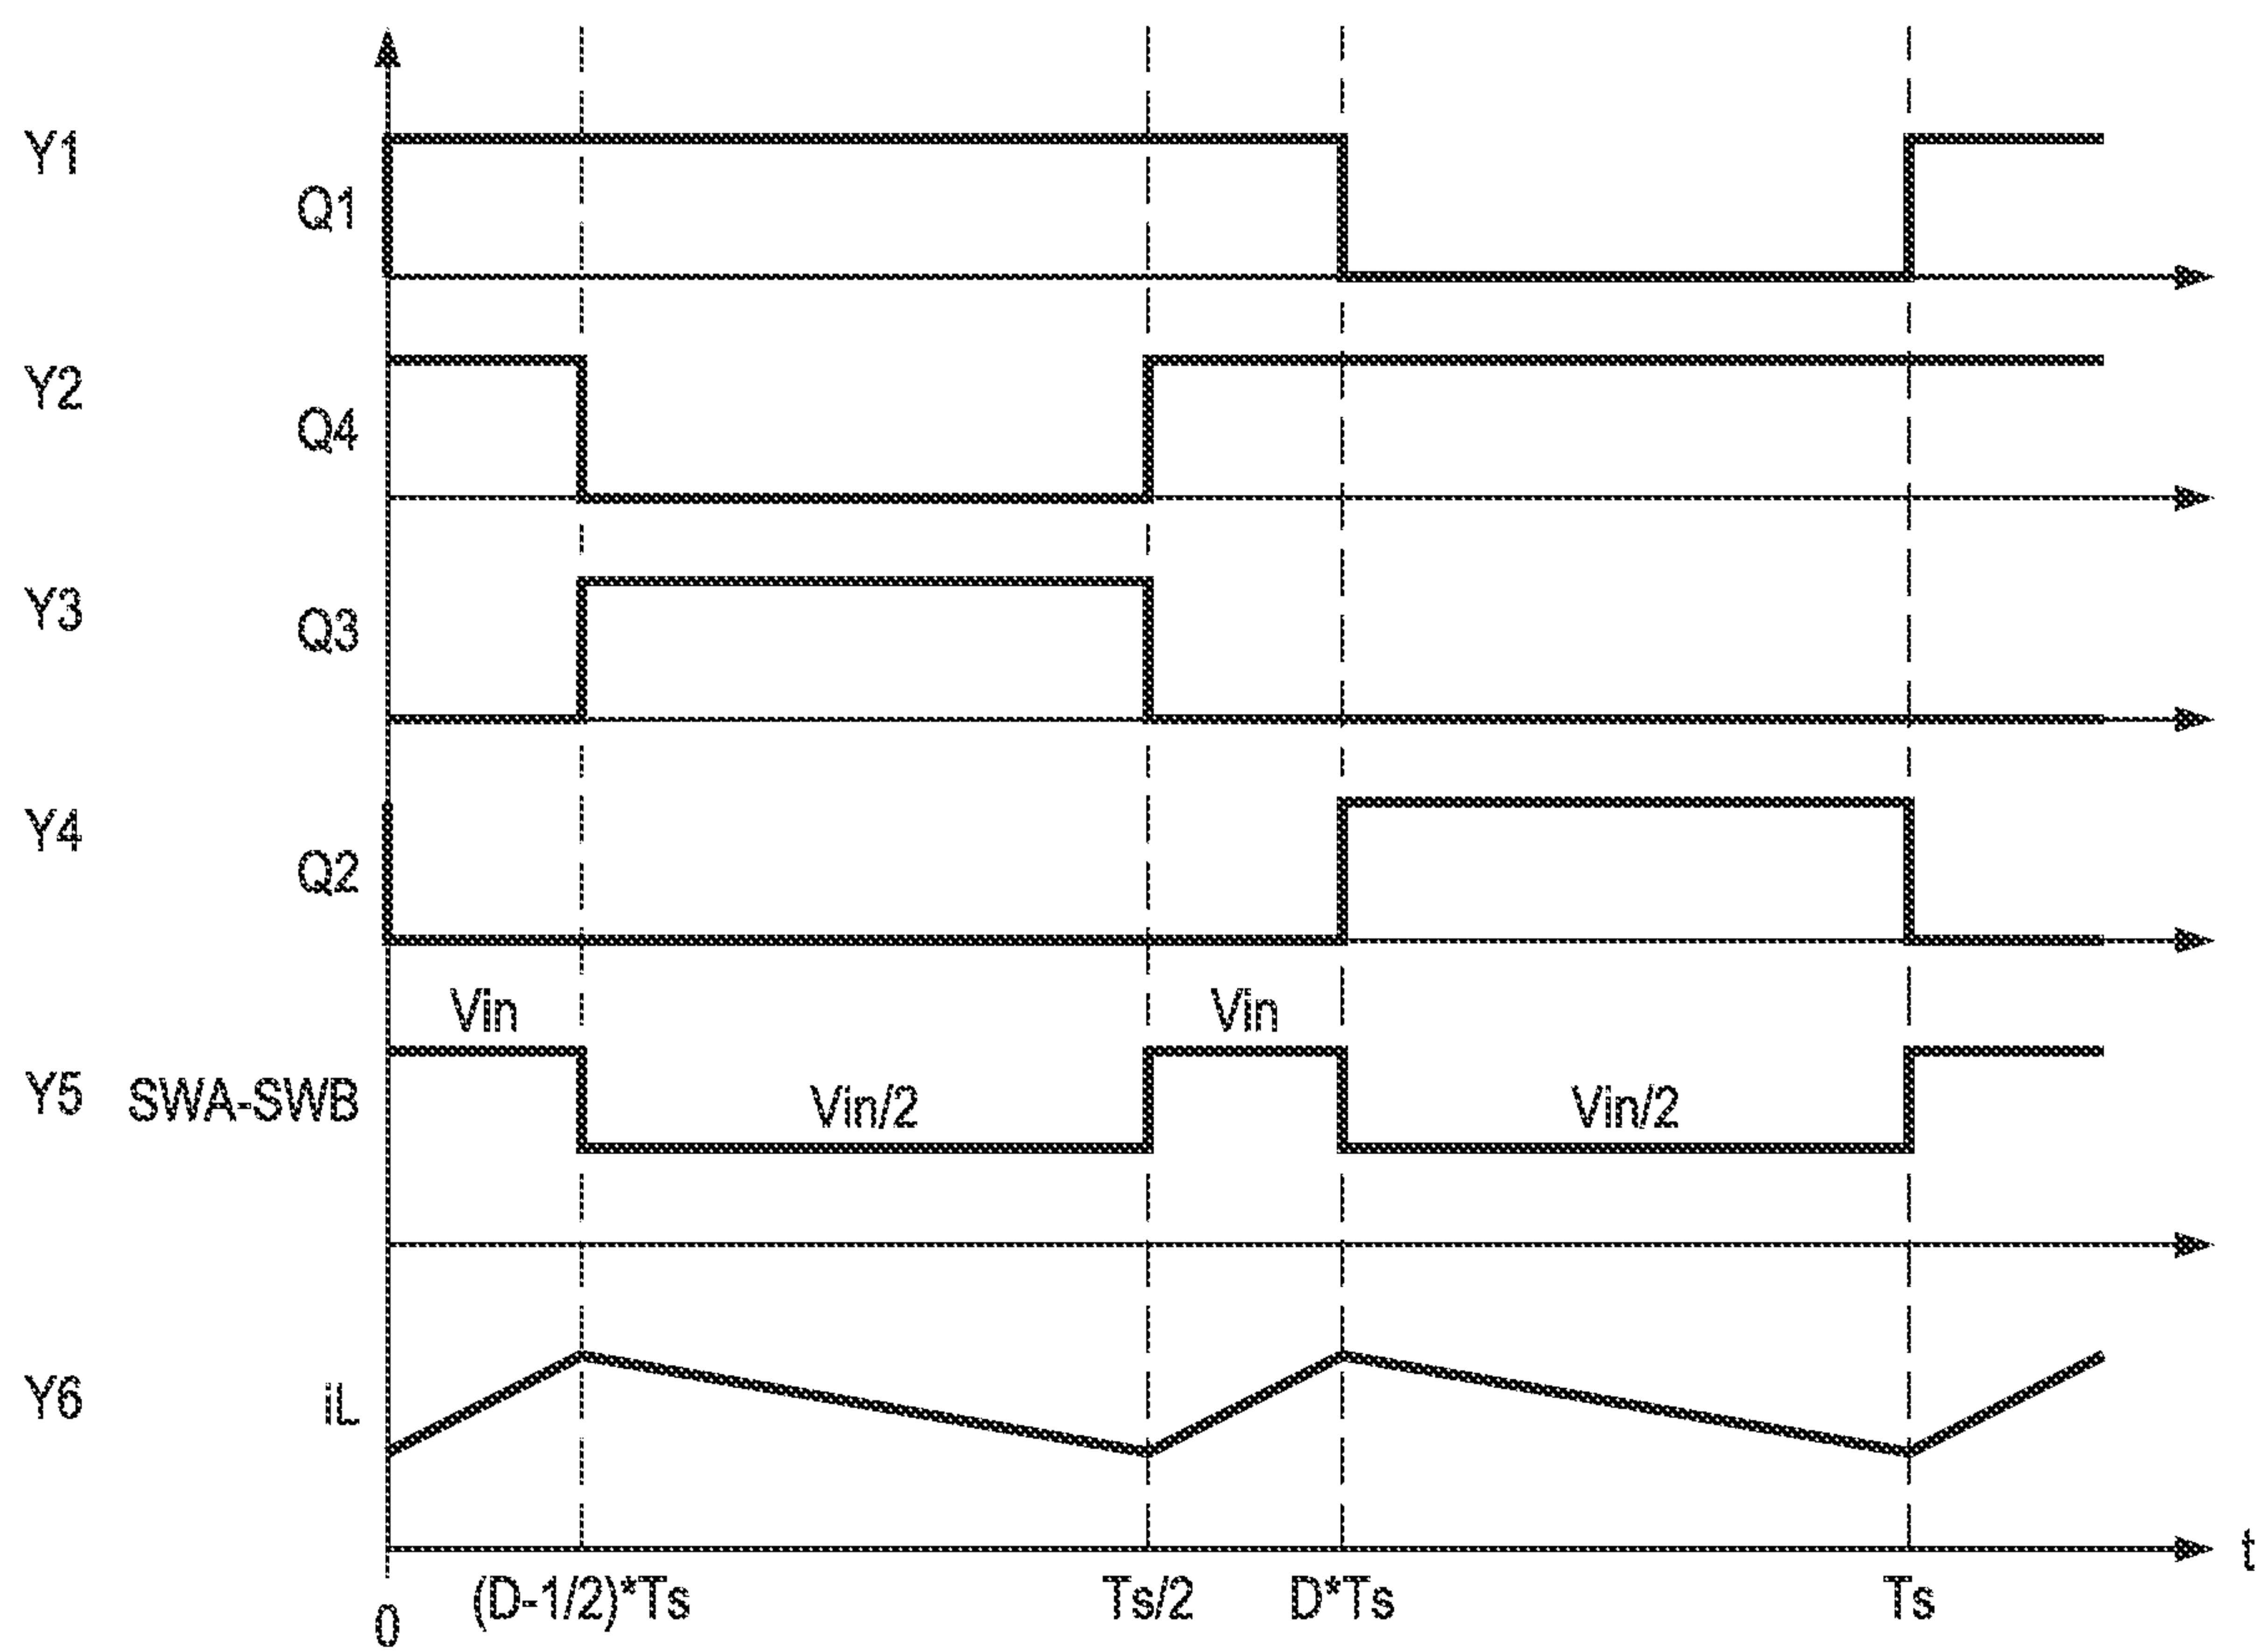 Y1
Q1
Y2
Q4
Y3
Q3
Y4
Q2
Vin Vin
Y5 SWA-SWB Vin/2 Vin/2
Y6 iL
t
0 (D-1/2)*Ts Ts/2 D*Ts Ts